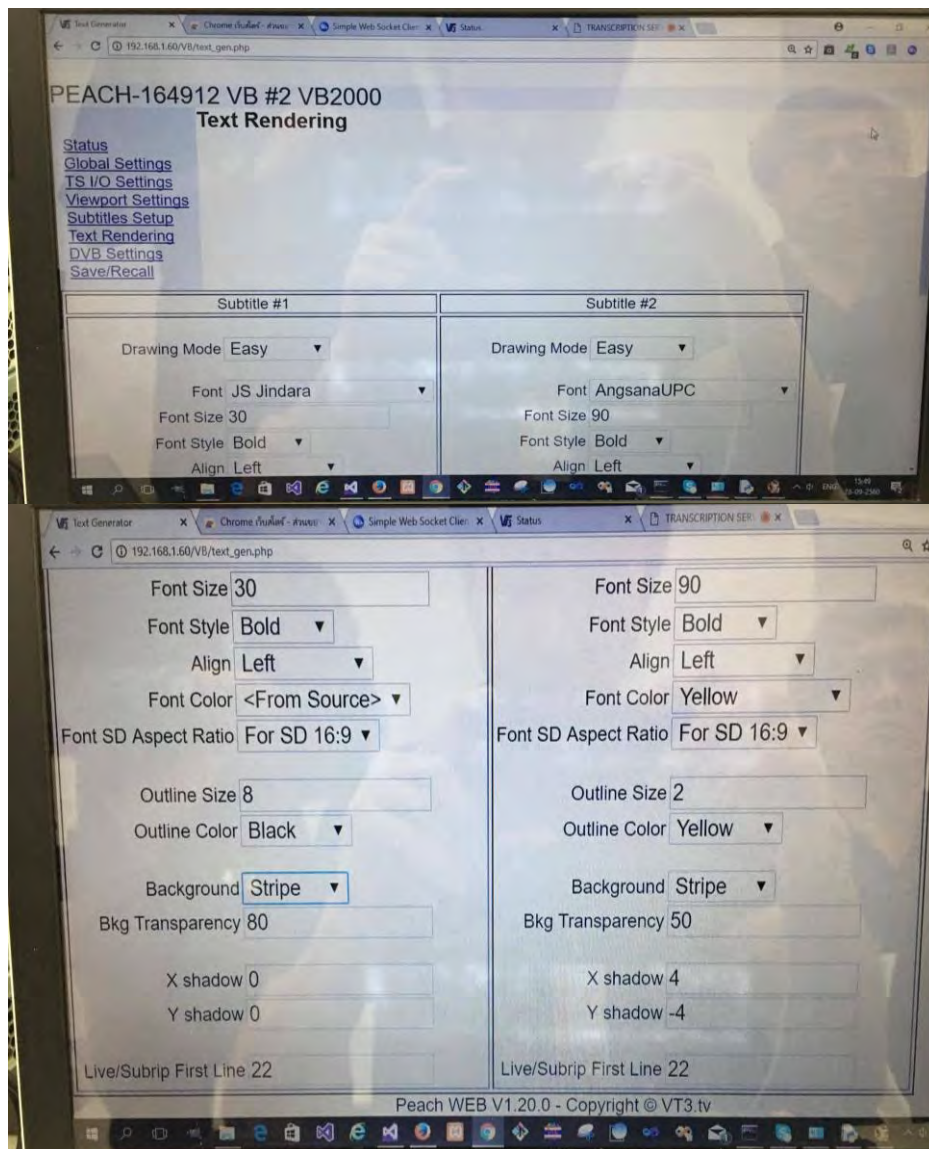 Text Generator
Chrome
Simple Web Socket Clien
Status
TRANSCRIPTION SER
192.168.1.60/VB/text_gen.php
PEACH-164912 VB #2 VB2000
Text Rendering
Status
Global Settings
TS I/O Settings
Viewport Settings
Subtitles Setup
Text Rendering
DVB Settings
Save/Recall
Subtitle #1 Subtitle #2
Drawing Mode Easy Drawing Mode Easy
Font JS Jindara Font AngsanaUPC
Font Size 30 Font Size 90
Font Style Bold Font Style Bold
Align Left Align Left
ENG 15:49
Text Generator
Chrome
Simple Web Socket Clien
Status
TRANSCRIPTION SER
192.168.1.60/VB/text_gen.php
Font Size 30 Font Size 90
Font Style Bold Font Style Bold
Align Left Align Left
Font Color <From Source> Font Color Yellow
Font SD Aspect Ratio For SD 16:9 Font SD Aspect Ratio For SD 16:9
Outline Size 8 Outline Size 2
Outline Color Black Outline Color Yellow
Background Stripe Background Stripe
Bkg Transparency 80 Bkg Transparency 50
X shadow 0 X shadow 4
Y shadow 0 Y shadow -4
Live/Subrip First Line 22 Live/Subrip First Line 22
Peach WEB V1.20.0 - Copyright © VT3.tv